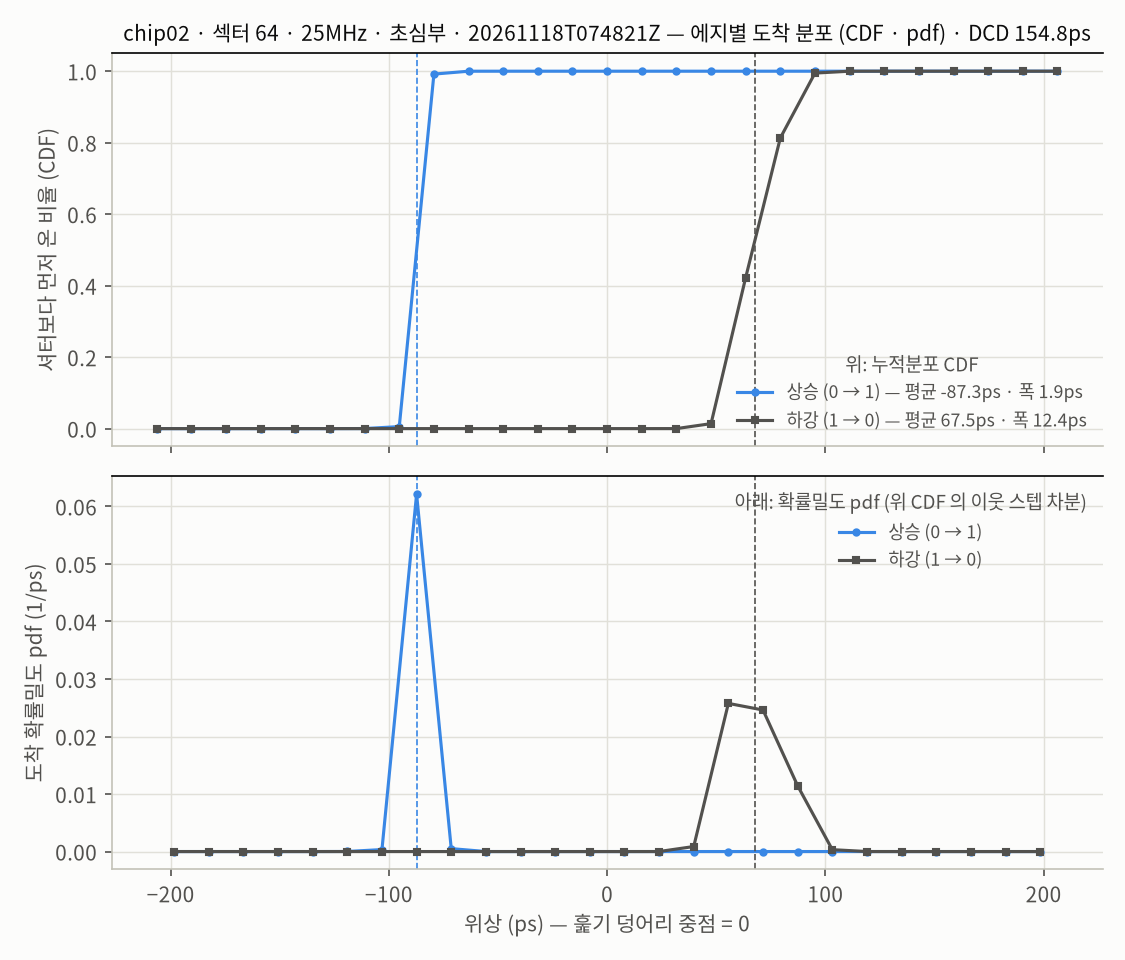 chip02 · 섹터 64 · 25MHz · 초심부 · 20261118T074821Z — 에지별 도착 분포 (CDF · pdf) · DCD 154.8ps
셔터보다 먼저 온 비율 (CDF)
1.0
0.8
0.6
0.4
0.2
0.0
위: 누적분포 CDF
상승 (0 → 1) — 평균 -87.3ps · 폭 1.9ps
하강 (1 → 0) — 평균 67.5ps · 폭 12.4ps
도착 확률밀도 pdf (1/ps)
0.06
0.05
0.04
0.03
0.02
0.01
0.00
아래: 확률밀도 pdf (위 CDF 의 이웃 스텝 차분)
상승 (0 → 1)
하강 (1 → 0)
−200
−100
0
100
200
위상 (ps) — 훑기 덩어리 중점 = 0